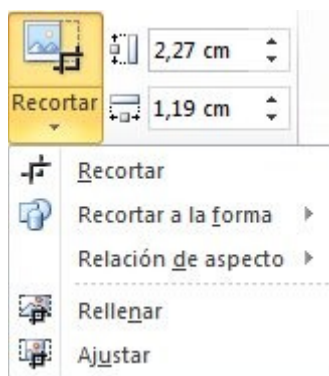 2,27 cm
Recortar
1,19 cm
Recortar
Recortar a la forma
Relación de aspecto
Rellenar
Ajustar